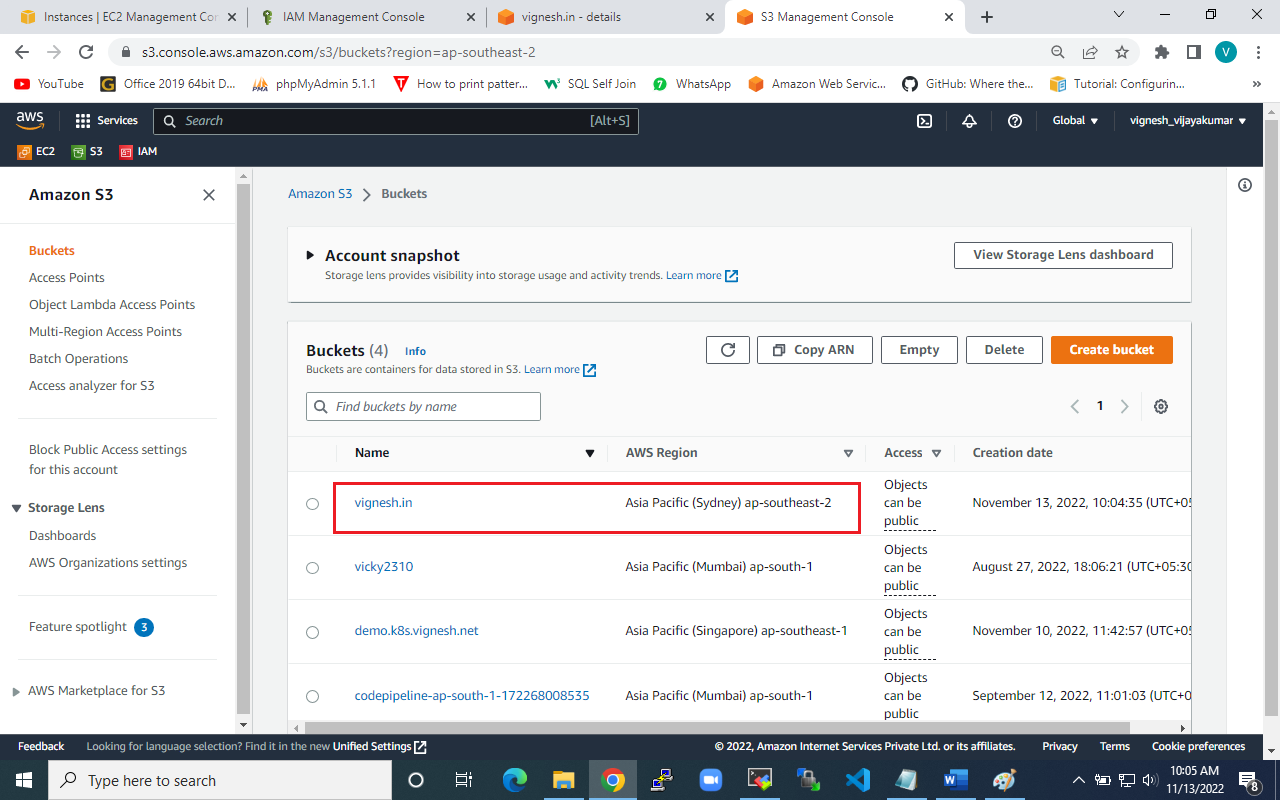 Instances | EC2 Management Con
IAM Management Console
vignesh.in - details
S3 Management Console
s3.console.aws.amazon.com/s3/buckets?region=ap-southeast-2
V
YouTube
Office 2019 64bit D...
phpMyAdmin 5.1.1
How to print patter...
SQL Self Join
7
WhatsApp
Amazon Web Servic...
GitHub: Where the...
Tutorial: Configurin...
»
aws
Services
Search
[Alt+S]
Global
vignesh_vijayakumar
EC2
S3
IAM
Amazon S3
Buckets
Access Points
Object Lambda Access Points
Multi-Region Access Points
Batch Operations
Access analyzer for S3
Block Public Access settings
for this account
Storage Lens
Dashboards
AWS Organizations settings
Feature spotlight 3
AWS Marketplace for S3
Amazon S3 > Buckets
Account snapshot
Storage lens provides visibility into storage usage and activity trends. Learn more
View Storage Lens dashboard
Buckets (4) Info
Buckets are containers for data stored in S3. Learn more
Copy ARN
Empty
Delete
Create bucket
Find buckets by name
1
Name AWS Region Access Creation date
vignesh.in Asia Pacific (Sydney) ap-southeast-2 Objects can be public November 13, 2022, 10:04:35 (UTC+05
vicky2310 Asia Pacific (Mumbai) ap-south-1 Objects can be public August 27, 2022, 18:06:21 (UTC+05:30
demo.k8s.vignesh.net Asia Pacific (Singapore) ap-southeast-1 Objects can be public November 10, 2022, 11:42:57 (UTC+05
codepipeline-ap-south-1-172268008535 Asia Pacific (Mumbai) ap-south-1 Objects can be public September 12, 2022, 11:01:03 (UTC+0
Feedback
Looking for language selection? Find it in the new Unified Settings
© 2022, Amazon Internet Services Private Ltd. or its affiliates.
Privacy
Terms
Cookie preferences
Type here to search
10:05 AM
11/13/2022
8